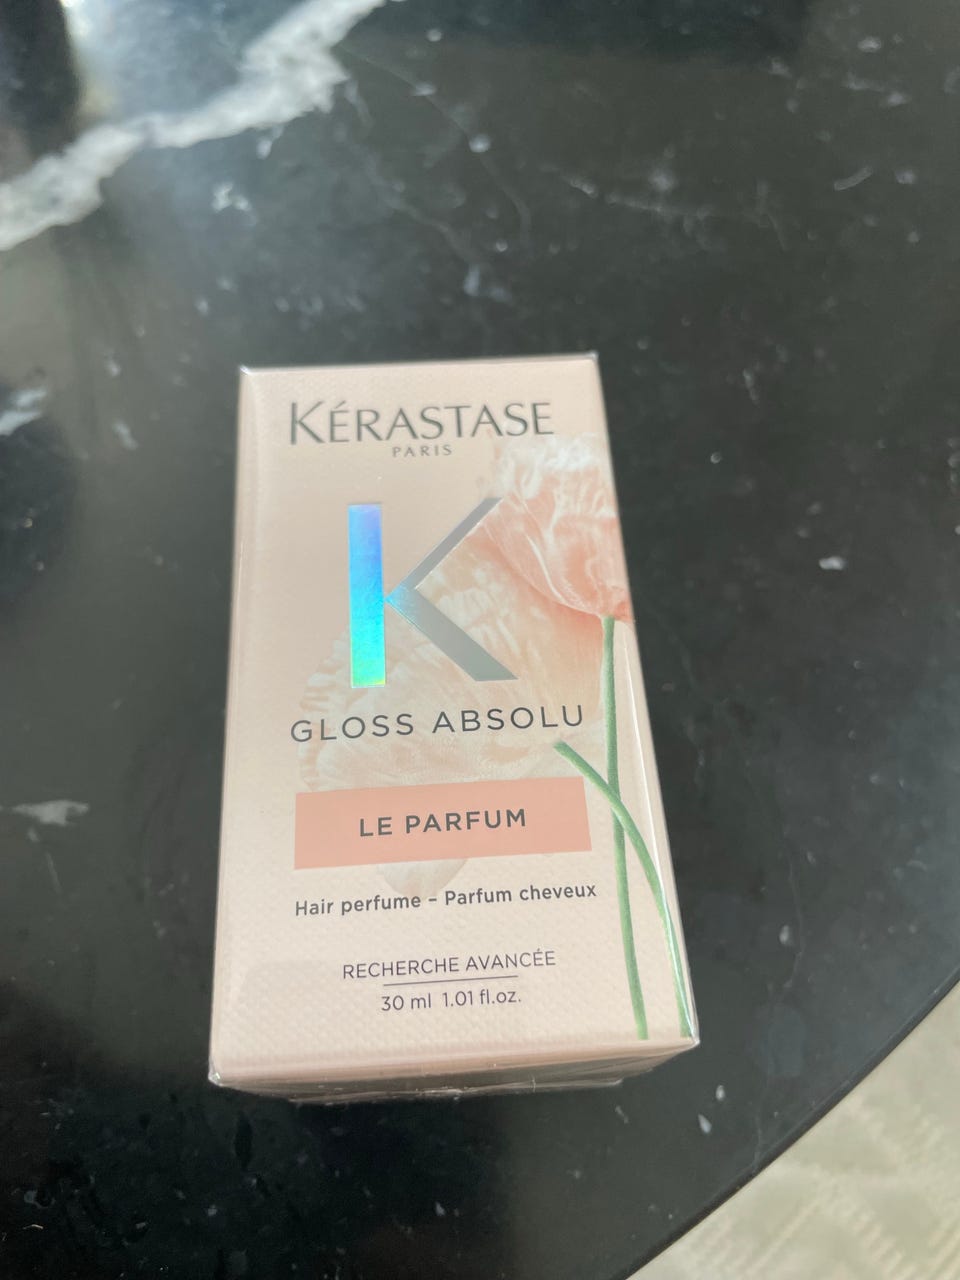 KÉRASTASE
PARIS
K
GLOSS ABSOLU
LE PARFUM
Hair perfume – Parfum cheveux
RECHERCHE AVANCÉE
30 ml 1.01 fl.oz.